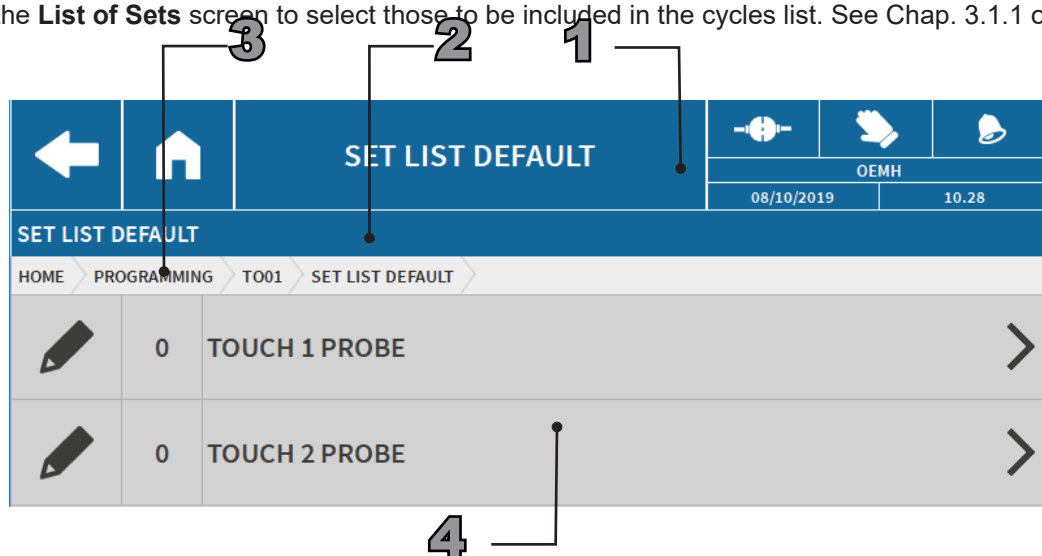 the List of Sets screen to select those to be included in the cycles list. See Chap. 3.1.1 o
3 2 1
SET LIST DEFAULT
OEMH
08/10/2019 10.28
SET LIST DEFAULT
HOME PROGRAMMING TO01 SET LIST DEFAULT
0 TOUCH 1 PROBE
0 TOUCH 2 PROBE
4